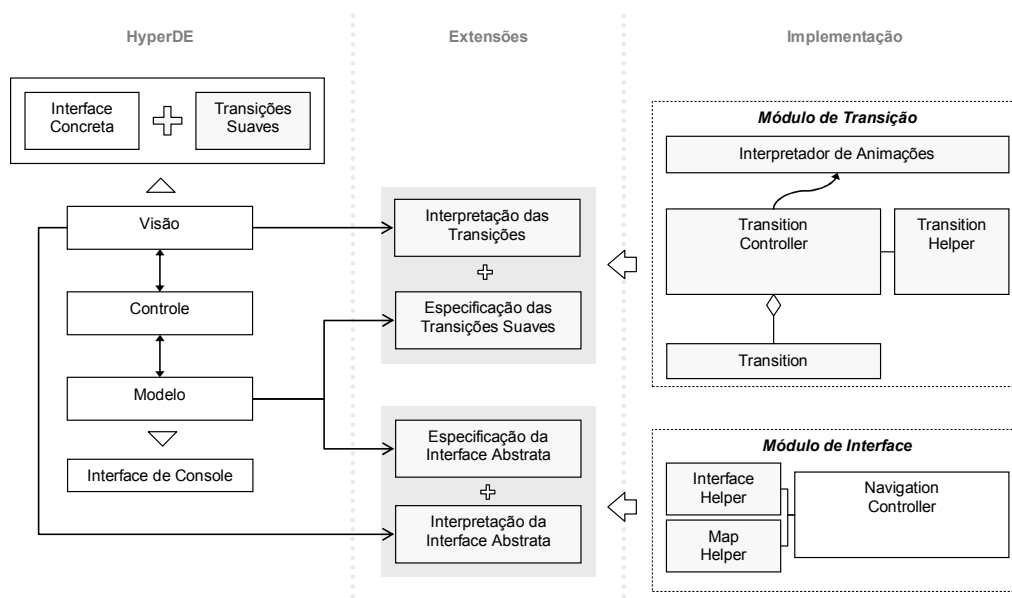 HyperDE
Extensões
Implementação
Interface
Concreta
Transições
Suaves
Visão
Controle
Modelo
Interface de Console
Interpretação das
Transições
Especificação das
Transições Suaves
Especificação da
Interface Abstrata
Interpretação da
Interface Abstrata
Módulo de Transição
Interpretador de Animações
Transition
Controller
Transition
Helper
Transition
Módulo de Interface
Interface
Helper
Map
Helper
Navigation
Controller